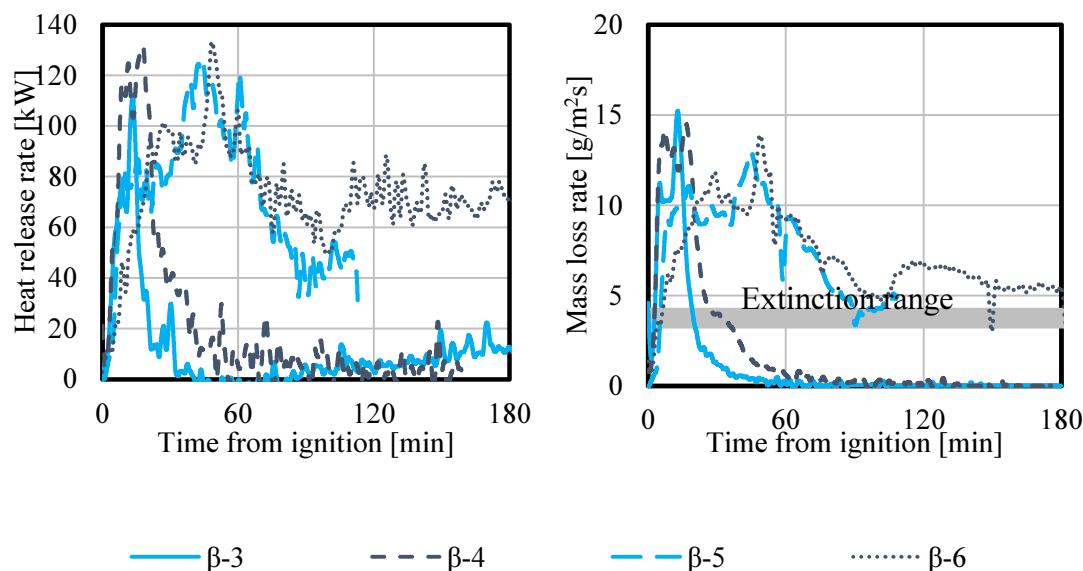 Heat release rate [kW]
140
120
100
80
60
40
20
0
0 60 120 180
Time from ignition [min]
Mass loss rate [g/m²s]
20
15
10
5
0
Extinction range
0 60 120 180
Time from ignition [min]
β-3 β-4 β-5 β-6